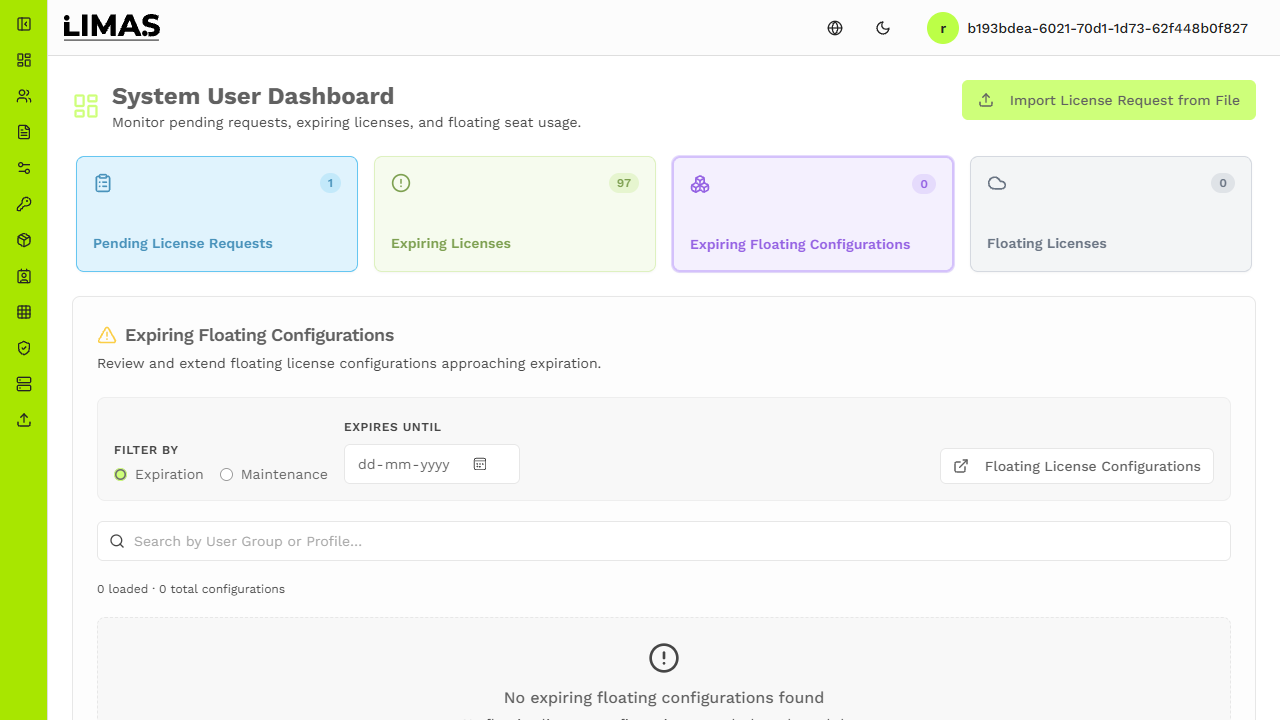 LIMAS
r
b193bdea-6021-70d1-1d73-62f448b0f827
System User Dashboard
Monitor pending requests, expiring licenses, and floating seat usage.
Import License Request from File
1
Pending License Requests
97
Expiring Licenses
0
Expiring Floating Configurations
0
Floating Licenses
Expiring Floating Configurations
Review and extend floating license configurations approaching expiration.
FILTER BY
Expiration
Maintenance
EXPIRES UNTIL
dd-mm-yyyy
Floating License Configurations
Search by User Group or Profile...
0 loaded · 0 total configurations
No expiring floating configurations found